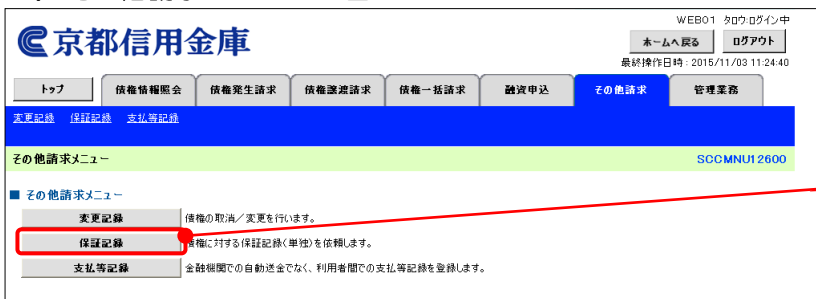 WEB01 タロウ:ログイン中
京都信用金庫
ホームへ戻る ログアウト
最終操作日時:2015/11/03 11:24:40
トップ 債権情報照会 債権発生請求 債権譲渡請求 債権一括請求 融資申込 その他請求 管理業務
変更記録 保証記録 支払等記録
その他請求メニュー SCCMNU12600
■ その他請求メニュー
変更記録 債権の取消/変更を行います。
保証記録 債権に対する保証記録(単独)を依頼します。
支払等記録 金融機関での自動送金でなく、利用者間での支払等記録を登録します。